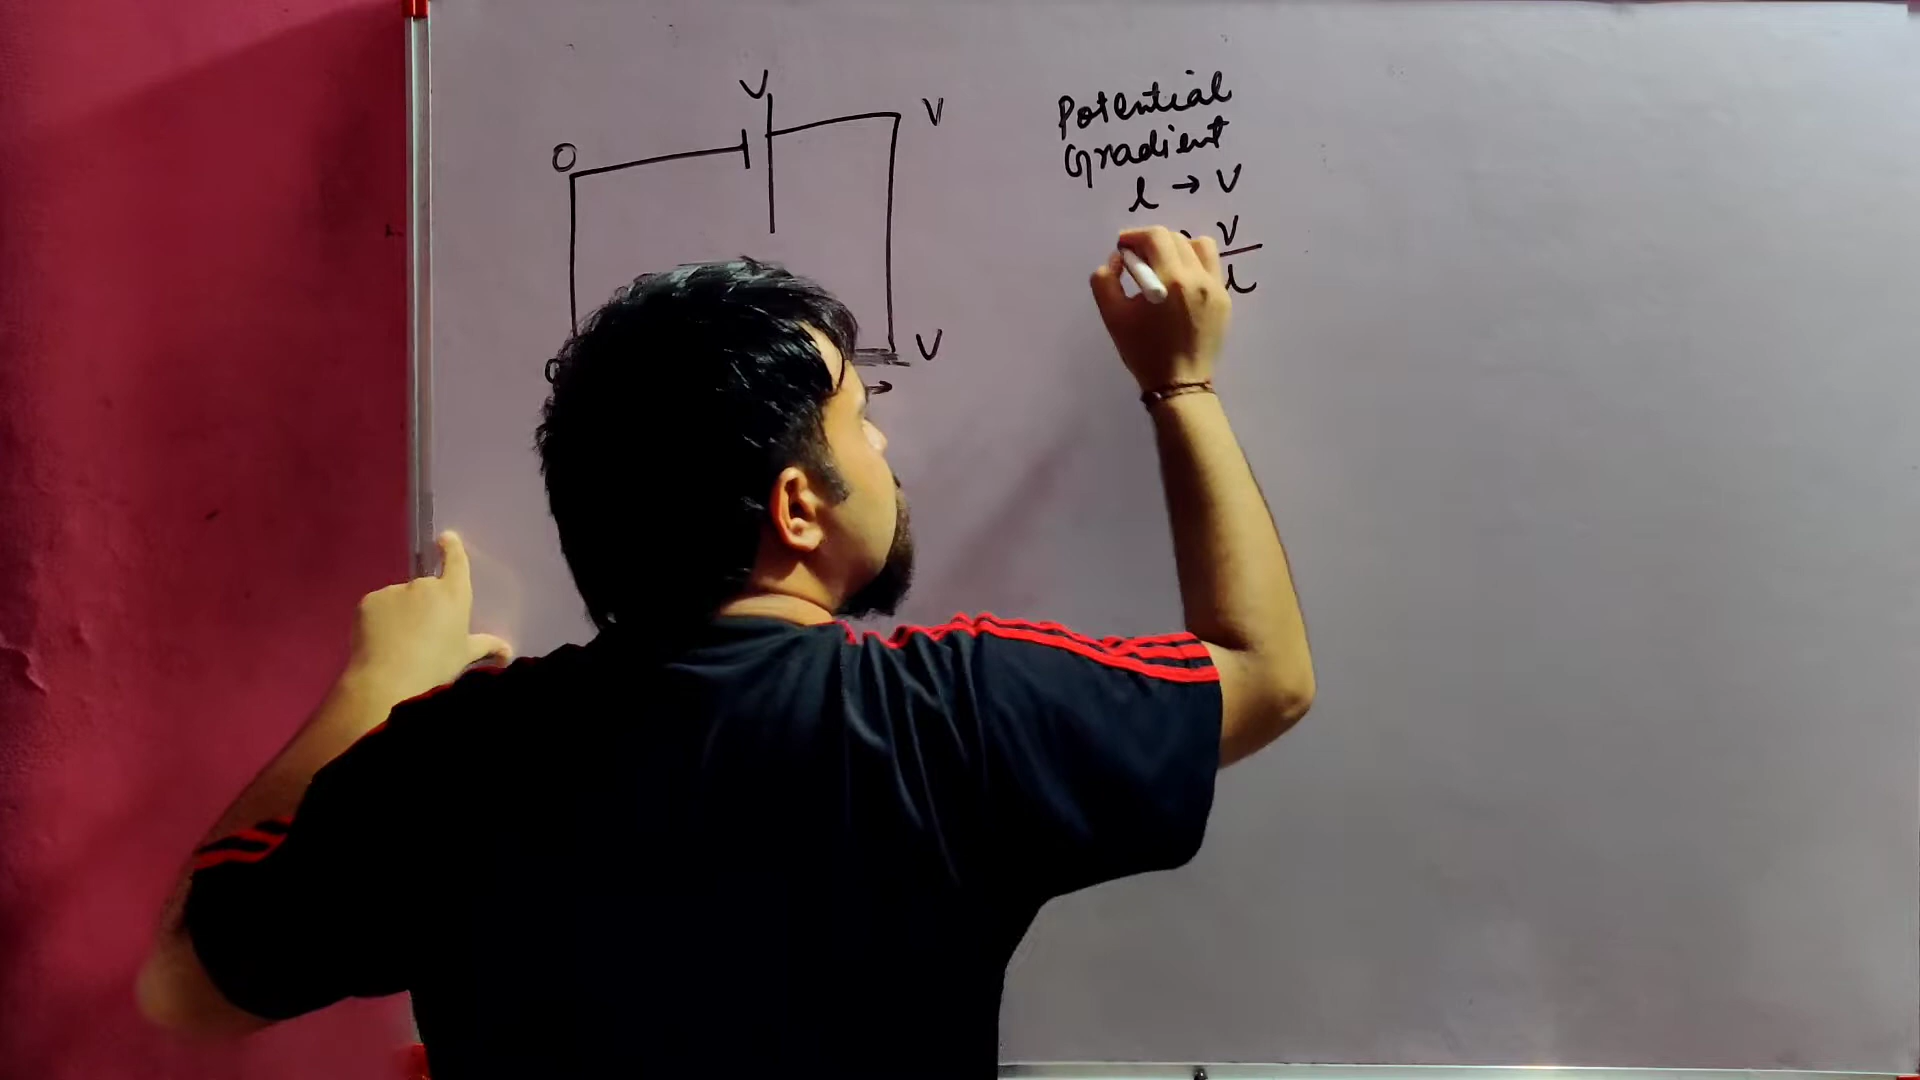 V
V
O
V
Potential
Gradient
l → V
V
l